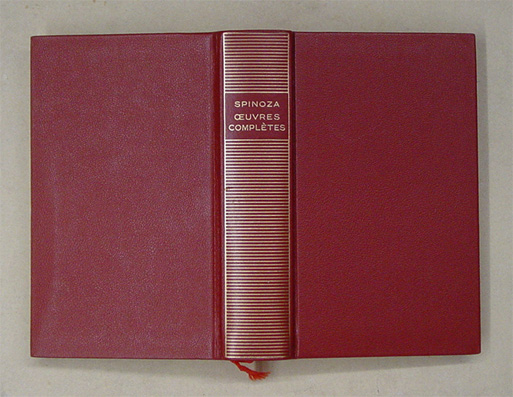 SPINOZA
ŒUVRES
COMPLÈTES